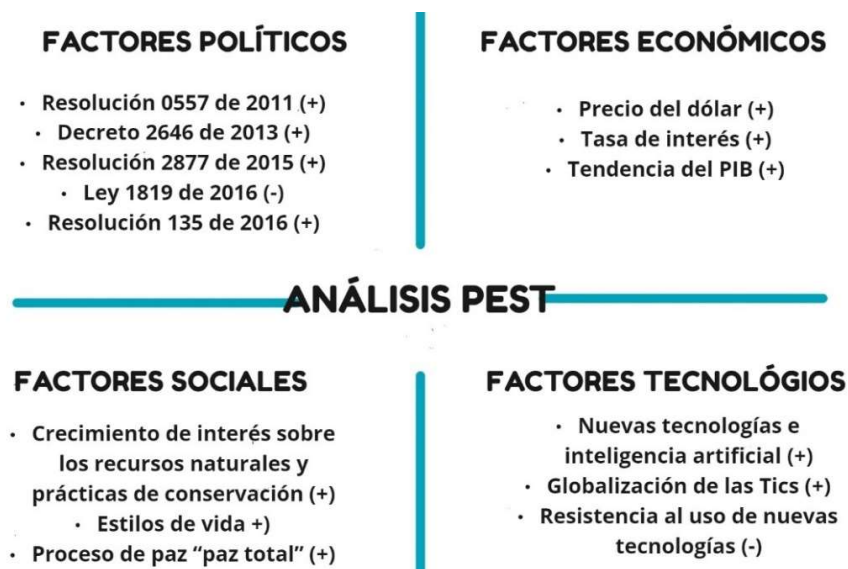 FACTORES POLÍTICOS
• Resolución 0557 de 2011 (+)
• Decreto 2646 de 2013 (+)
• Resolución 2877 de 2015 (+)
• Ley 1819 de 2016 (-)
• Resolución 135 de 2016 (+)
FACTORES ECONÓMICOS
• Precio del dólar (+)
• Tasa de interés (+)
• Tendencia del PIB (+)
ANÁLISIS PEST
FACTORES SOCIALES
• Crecimiento de interés sobre
los recursos naturales y
prácticas de conservación (+)
• Estilos de vida +)
• Proceso de paz “paz total” (+)
FACTORES TECNOLÓGIOS
• Nuevas tecnologías e
inteligencia artificial (+)
• Globalización de las Tics (+)
• Resistencia al uso de nuevas
tecnologías (-)